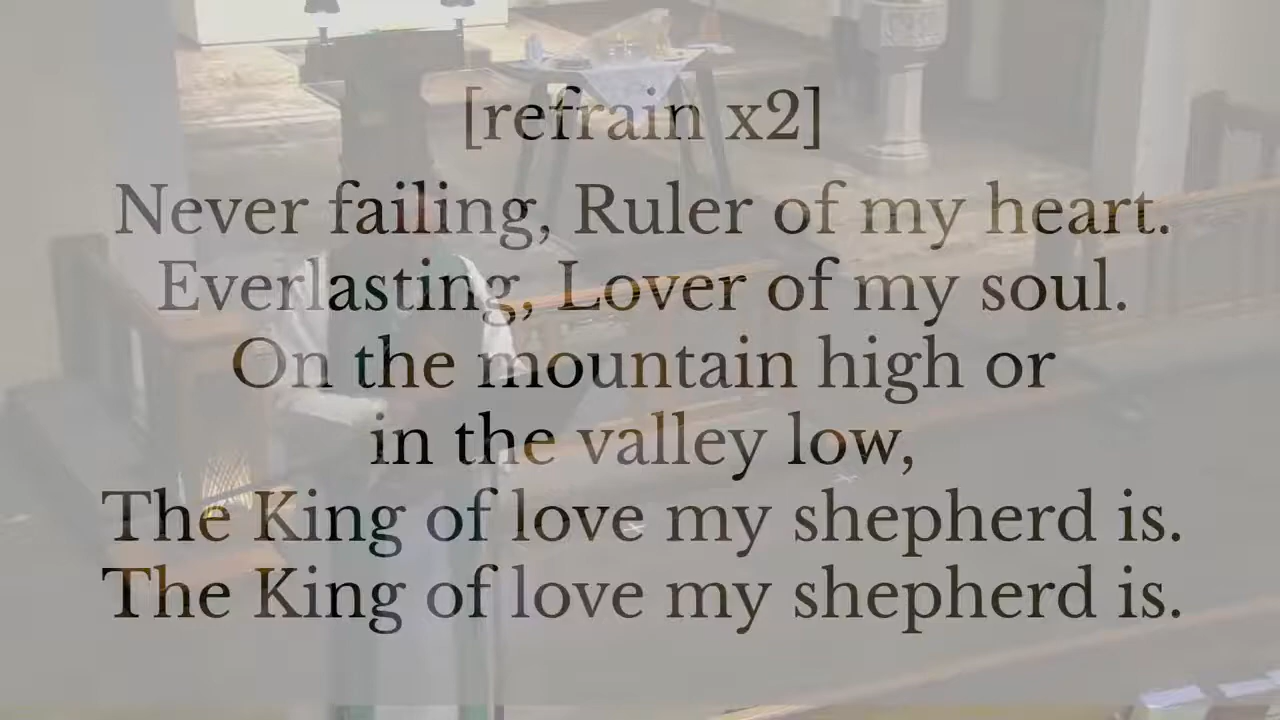 [refrain x2]
Never failing, Ruler of my heart.
Everlasting, Lover of my soul.
On the mountain high or
in the valley low,
The King of love my shepherd is.
The King of love my shepherd is.